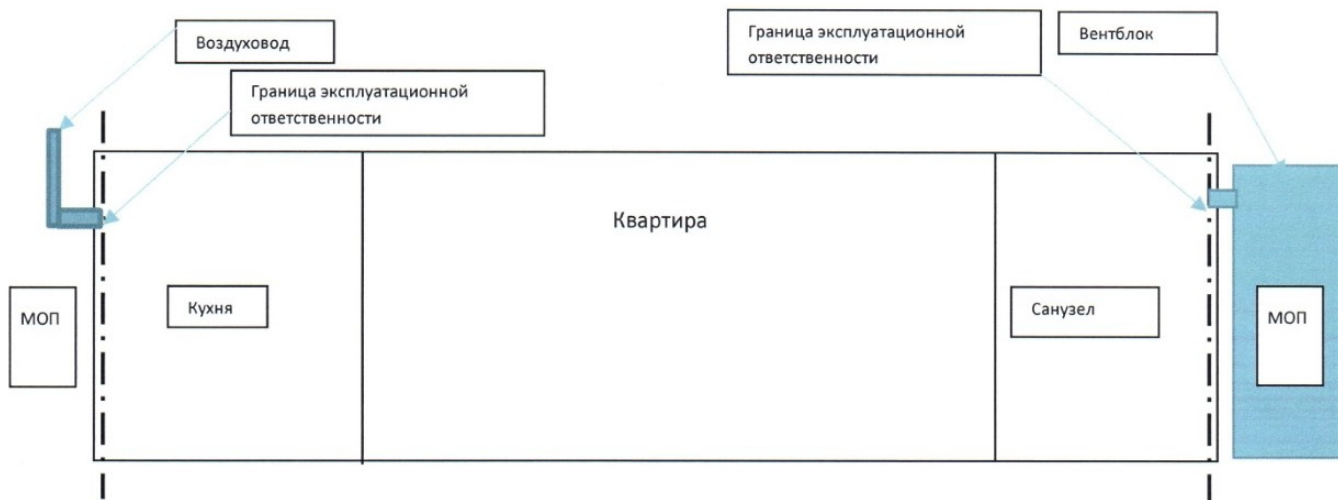 Воздуховод
Граница эксплуатационной
ответственности
Граница эксплуатационной
ответственности
Вентблок
Квартира
МОП
Кухня
Санузел
МОП